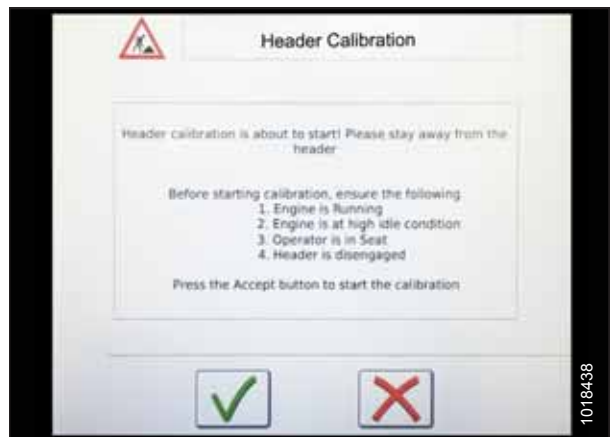 Header Calibration
Header calibration is about to start! Please stay away from the
header
Before starting calibration, ensure the following
1. Engine is Running
2. Engine is at high idle condition
3. Operator is in Seat
4. Header is disengaged
Press the Accept button to start the calibration
1018438